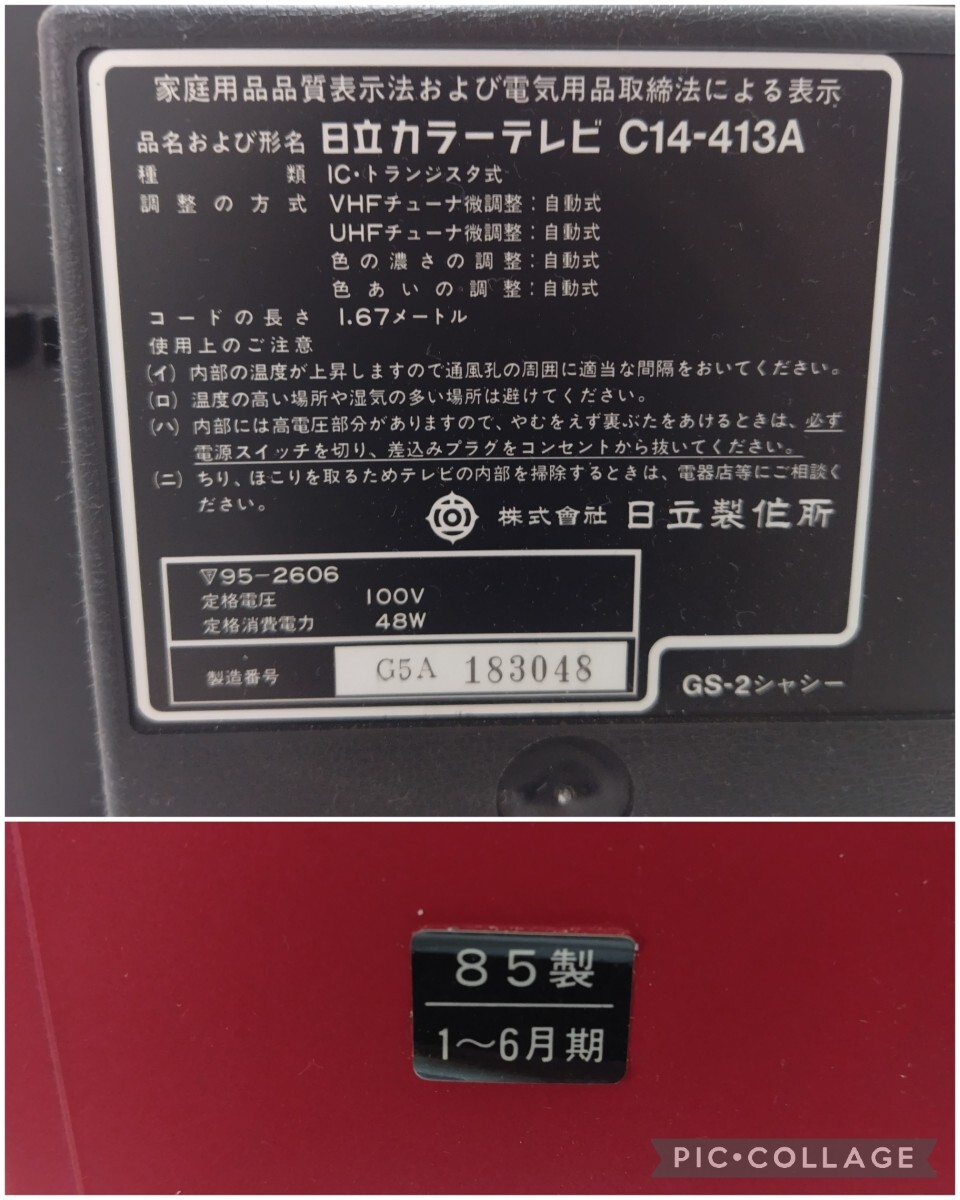 家庭用品品質表示法および電気用品取締法による表示
品名および形名 日立カラーテレビ C14-413A
種類 IC・トランジスタ式
調整の方式 VHFチューナ微調整：自動式
UHFチューナ微調整：自動式
色の濃さの調整：自動式
色あいの調整：自動式
コードの長さ 1.67メートル
使用上のご注意
(イ) 内部の温度が上昇しますので通風孔の周囲に適当な間隔をおいてください。
(ロ) 温度の高い場所や湿気の多い場所は避けてください。
(ハ) 内部には高電圧部分がありますので、やむをえず裏ぶたをあけるときは、必ず
電源スイッチを切り、差込みプラグをコンセントから抜いてください。
(ニ) ちり、ほこりを取るためテレビの内部を掃除するときは、電器店等にご相談く
ださい。
株式會社 日立製作所
▽95-2606
定格電圧 100V
定格消費電力 48W
製造番号 G5A 183048
GS-2シャシー
85製
1〜6月期
PIC•COLLAGE